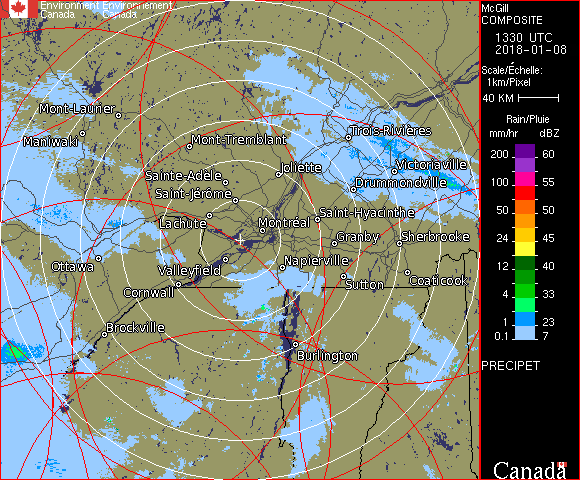 Environment Environnement
Canada Canada
McGill
COMPOSITE
1330 UTC
2018-01-08
Scale/Échelle:
1km/Pixel
40 KM
Rain/Pluie
mm/hr dBZ
200 60
100 55
75 53
50 50
24 45
12 40
4 33
1 23
0.1 7
PRECIPET
Canada
Mont-Laurier
Maniwaki
Mont-Tremblant
Trois-Rivières
Joliette
Victoriaville
Sainte-Adèle
Drummondville
Saint-Jérôme
Lachute
Saint-Hyacinthe
Montréal
Granby
Sherbrooke
Ottawa
Valleyfield
Napierville
Cornwall
Sutton
Coaticook
Brockville
Burlington